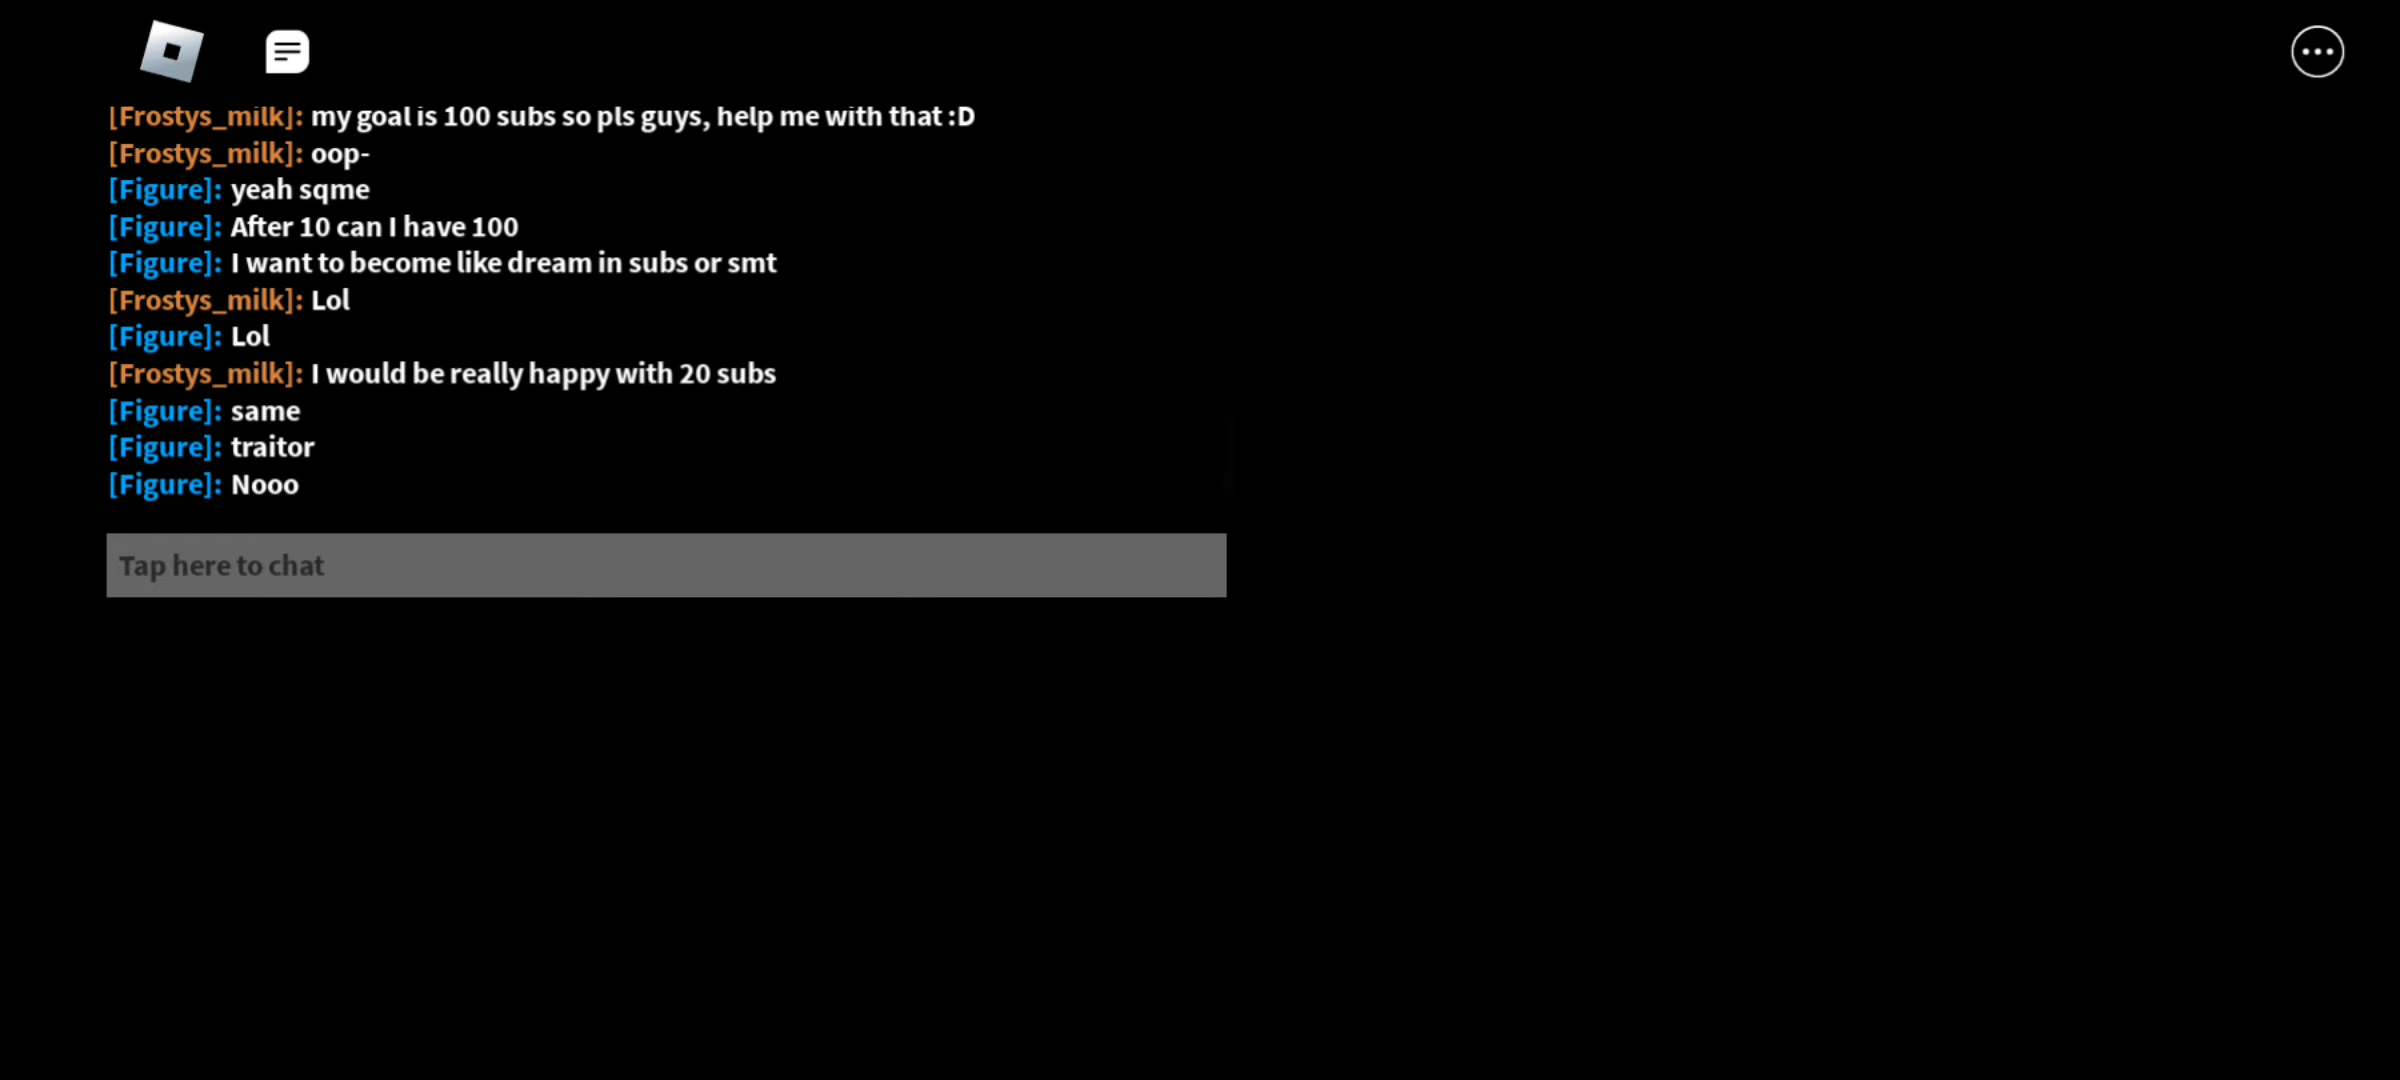 [Frostys_milk]: my goal is 100 subs so pls guys, help me with that :D
[Frostys_milk]: oop-
[Figure]: yeah sqme
[Figure]: After 10 can I have 100
[Figure]: I want to become like dream in subs or smt
[Frostys_milk]: Lol
[Figure]: Lol
[Frostys_milk]: I would be really happy with 20 subs
[Figure]: same
[Figure]: traitor
[Figure]: Nooo
Tap here to chat